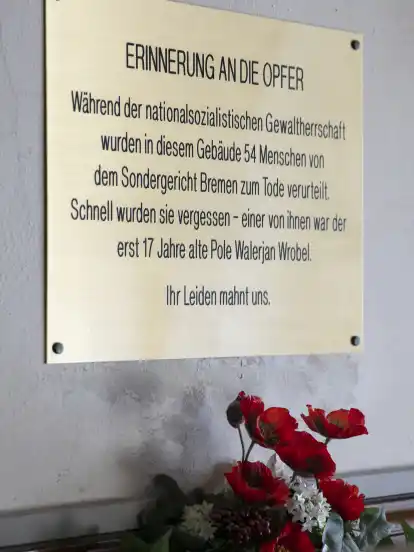 ERINNERUNG AN DIE OPFER
Während der nationalsozialistischen Gewaltherrschaft
wurden in diesem Gebäude 54 Menschen von
dem Sondergericht Bremen zum Tode verurteilt.
Schnell wurden sie vergessen – einer von ihnen war der
erst 17 Jahre alte Pole Walerjan Wrobel.
Ihr Leiden mahnt uns.